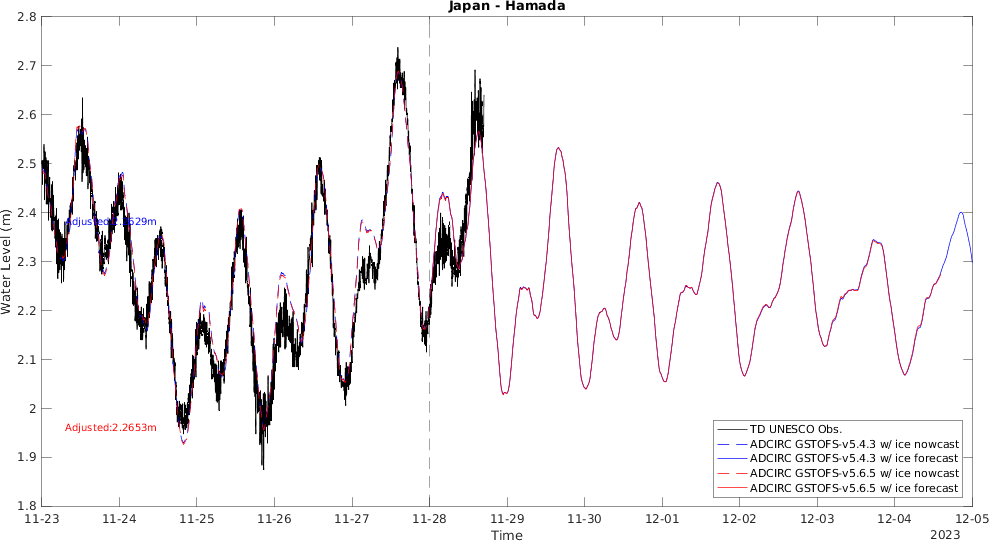 Japan - Hamada
2.8
2.7
2.6
2.5
2.4
2.3
2.2
2.1
2
1.9
1.8
Water Level (m)
Adjusted:2.2653m
11-23
11-24
11-25
11-26
11-27
11-28
11-29
11-30
12-01
12-02
12-03
12-04
12-05
Time
2023
TD UNESCO Obs.
ADCIRC GSTOFS-v5.4.3 w/ ice nowcast
ADCIRC GSTOFS-v5.4.3 w/ ice forecast
ADCIRC GSTOFS-v5.6.5 w/ ice nowcast
ADCIRC GSTOFS-v5.6.5 w/ ice forecast